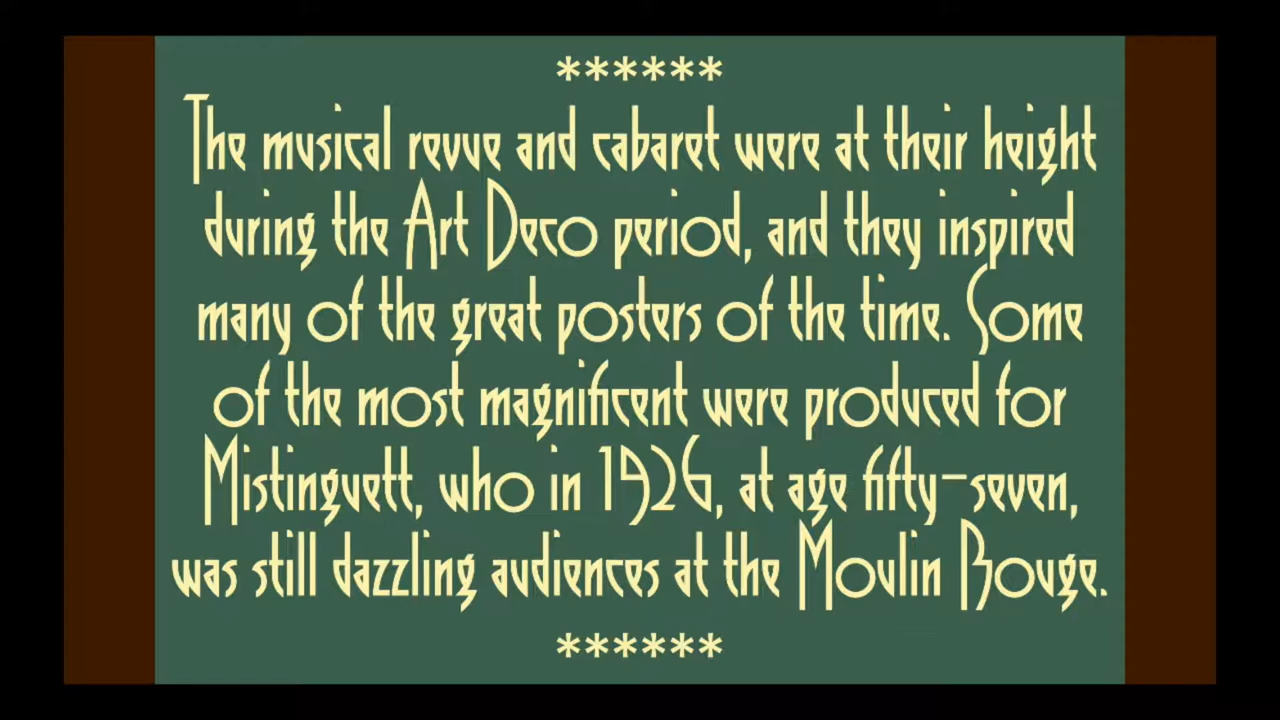 ******
The musical revue and cabaret were at their height
during the Art Deco period, and they inspired
many of the great posters of the time. Some
of the most magnificent were produced for
Mistinguett, who in 1926, at age fifty-seven,
was still dazzling audiences at the Moulin Rouge.
******